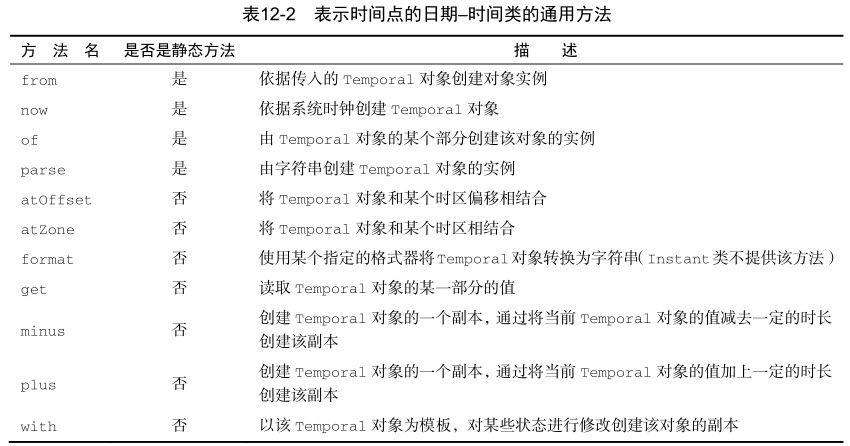 表12-2 表示时间点的日期–时间类的通用方法
方 法 名 是否是静态方法 描 述
from 是 依据传入的 Temporal 对象创建对象实例
now 是 依据系统时钟创建 Temporal 对象
of 是 由 Temporal 对象的某个部分创建该对象的实例
parse 是 由字符串创建 Temporal 对象的实例
atOffset 否 将 Temporal 对象和某个时区偏移相结合
atZone 否 将 Temporal 对象和某个时区相结合
format 否 使用某个指定的格式器将 Temporal 对象转换为字符串(Instant 类不提供该方法)
get 否 读取 Temporal 对象的某一部分的值
minus 否 创建 Temporal 对象的一个副本,通过将当前 Temporal 对象的值减去一定的时长
创建该副本
plus 否 创建 Temporal 对象的一个副本,通过将当前 Temporal 对象的值加上一定的时长
创建该副本
with 否 以该 Temporal 对象为模板,对某些状态进行修改创建该对象的副本